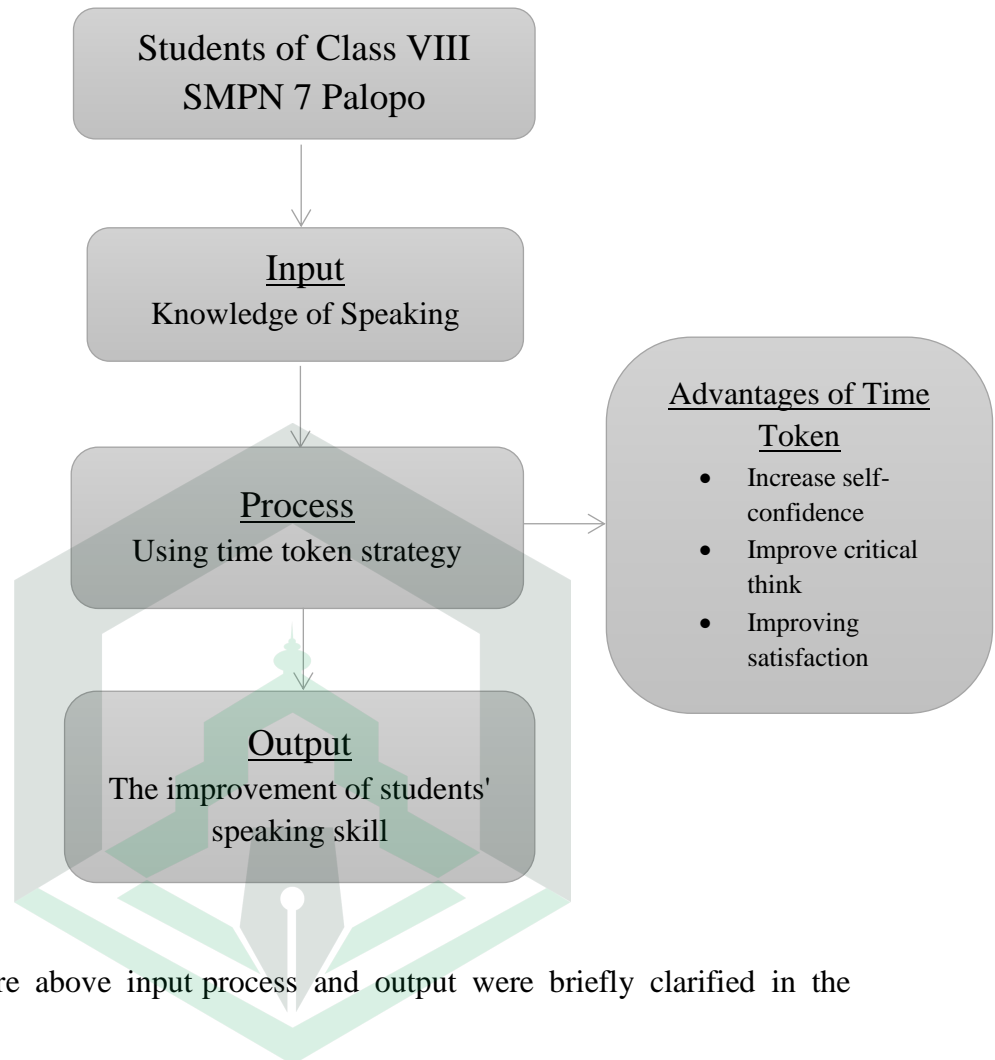 Students of Class VIII
SMPN 7 Palopo
Input
Knowledge of Speaking
Process
Using time token strategy
Advantages of Time
Token
• Increase self-
confidence
• Improve critical
think
• Improving
satisfaction
Output
The improvement of students'
speaking skill
re above input process and output were briefly clarified in the